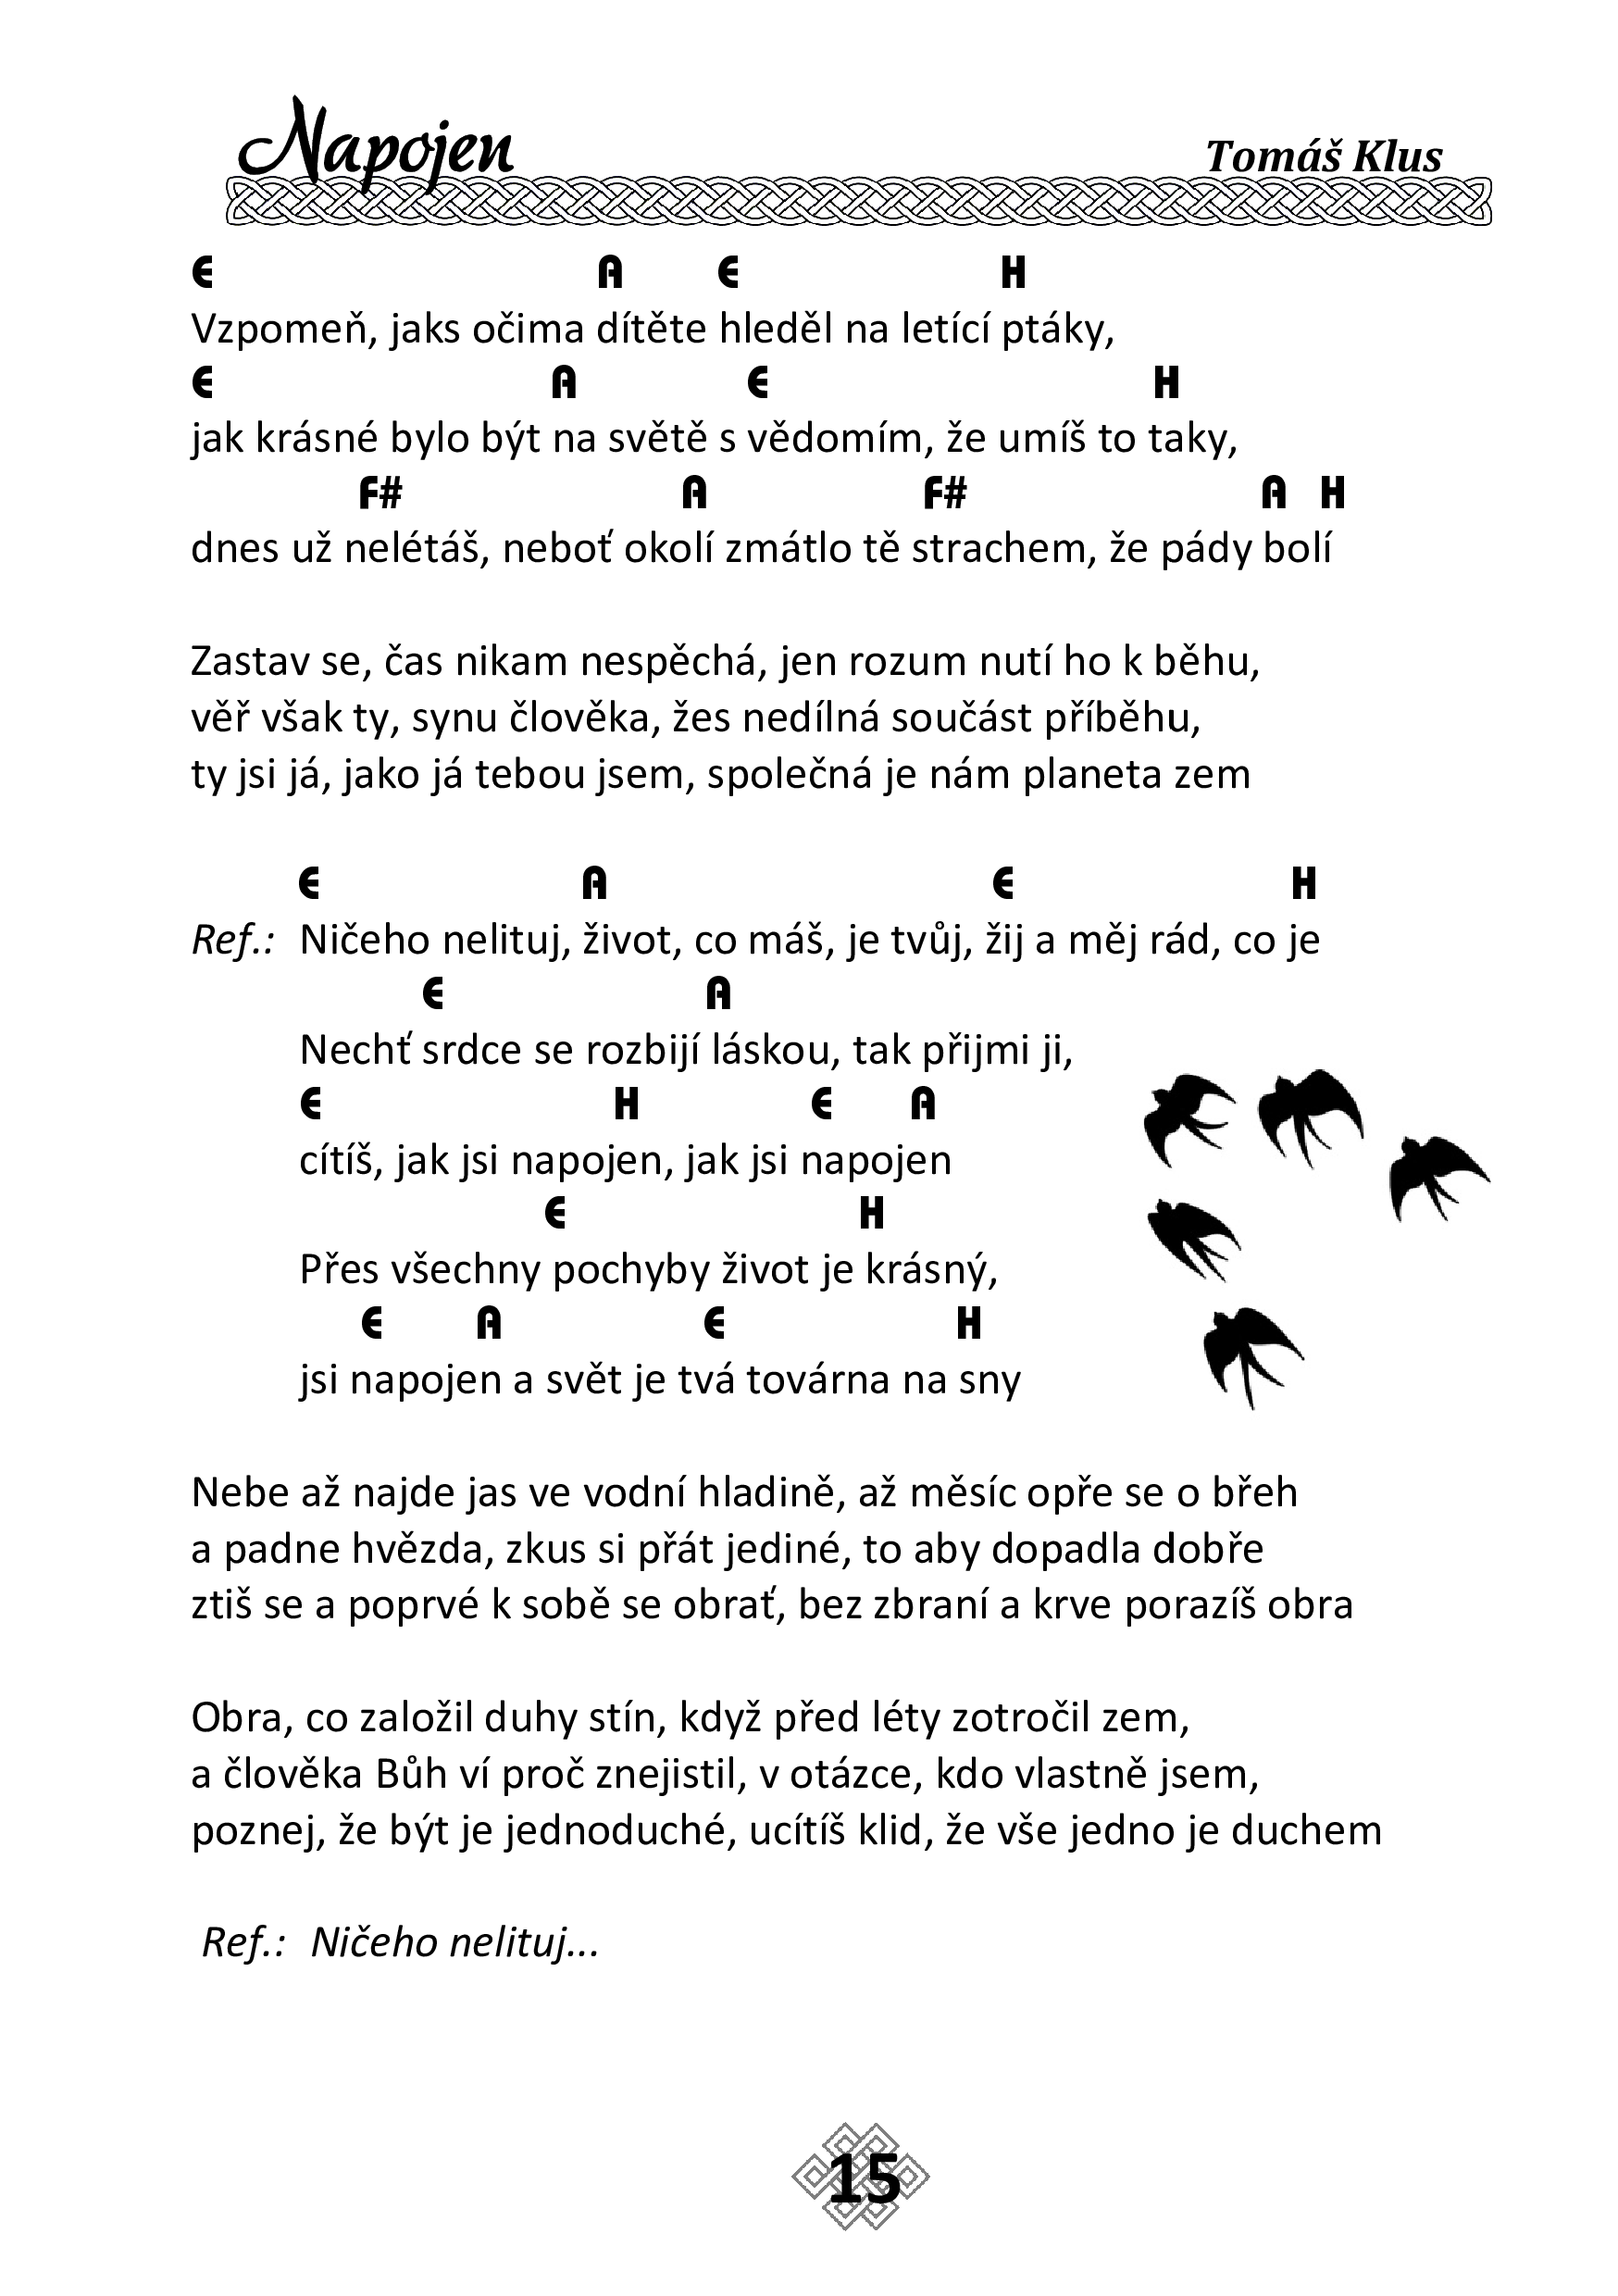 Napojen
Tomáš Klus
E A E H
Vzpomeň, jaks očima dítěte hleděl na letící ptáky,
E A E H
jak krásné bylo být na světě s vědomím, že umíš to taky,
F# A F# A H
dnes už nelétáš, neboť okolí zmátlo tě strachem, že pády bolí
Zastav se, čas nikam nespěchá, jen rozum nutí ho k běhu,
věř však ty, synu člověka, žes nedílná součást příběhu,
ty jsi já, jako já tebou jsem, společná je nám planeta zem
E A E H
Ref.: Ničeho nelituj, život, co máš, je tvůj, žij a měj rád, co je
E A
Nechť srdce se rozbijí láskou, tak přijmi ji,
E H E A
cítíš, jak jsi napojen, jak jsi napojen
E H
Přes všechny pochyby život je krásný,
E A E H
jsi napojen a svět je tvá továrna na sny
Nebe až najde jas ve vodní hladině, až měsíc opře se o břeh
a padne hvězda, zkus si přát jediné, to aby dopadla dobře
ztiš se a poprvé k sobě se obrať, bez zbraní a krve porazíš obra
Obra, co založil duhy stín, když před léty zotročil zem,
a člověka Bůh ví proč znejistil, v otázce, kdo vlastně jsem,
poznej, že být je jednoduché, ucítíš klid, že vše jedno je duchem
Ref.: Ničeho nelituj...
15